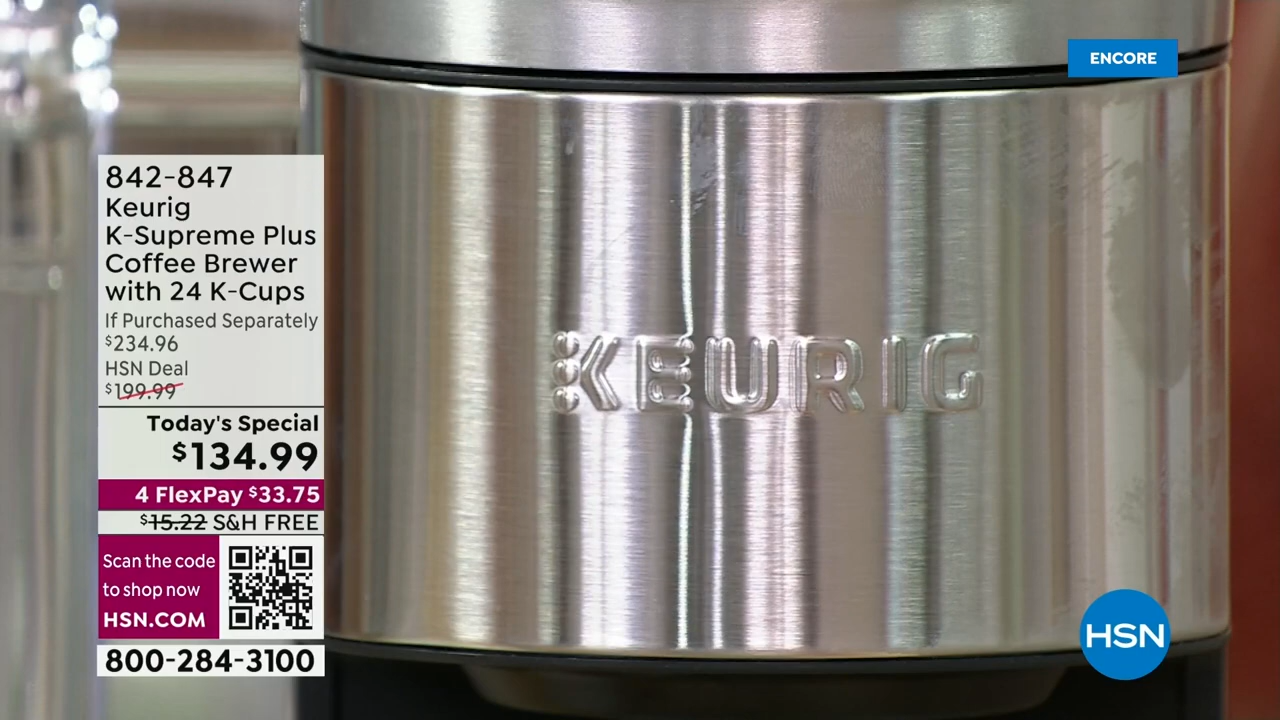 ENCORE
842-847
Keurig
K-Supreme Plus
Coffee Brewer
with 24 K-Cups
If Purchased Separately
$234.96
HSN Deal
$199.99
Today's Special
$134.99
4 FlexPay $33.75
$15.22 S&H FREE
Scan the code
to shop now
HSN.COM
800-284-3100
KEURIG
HSN